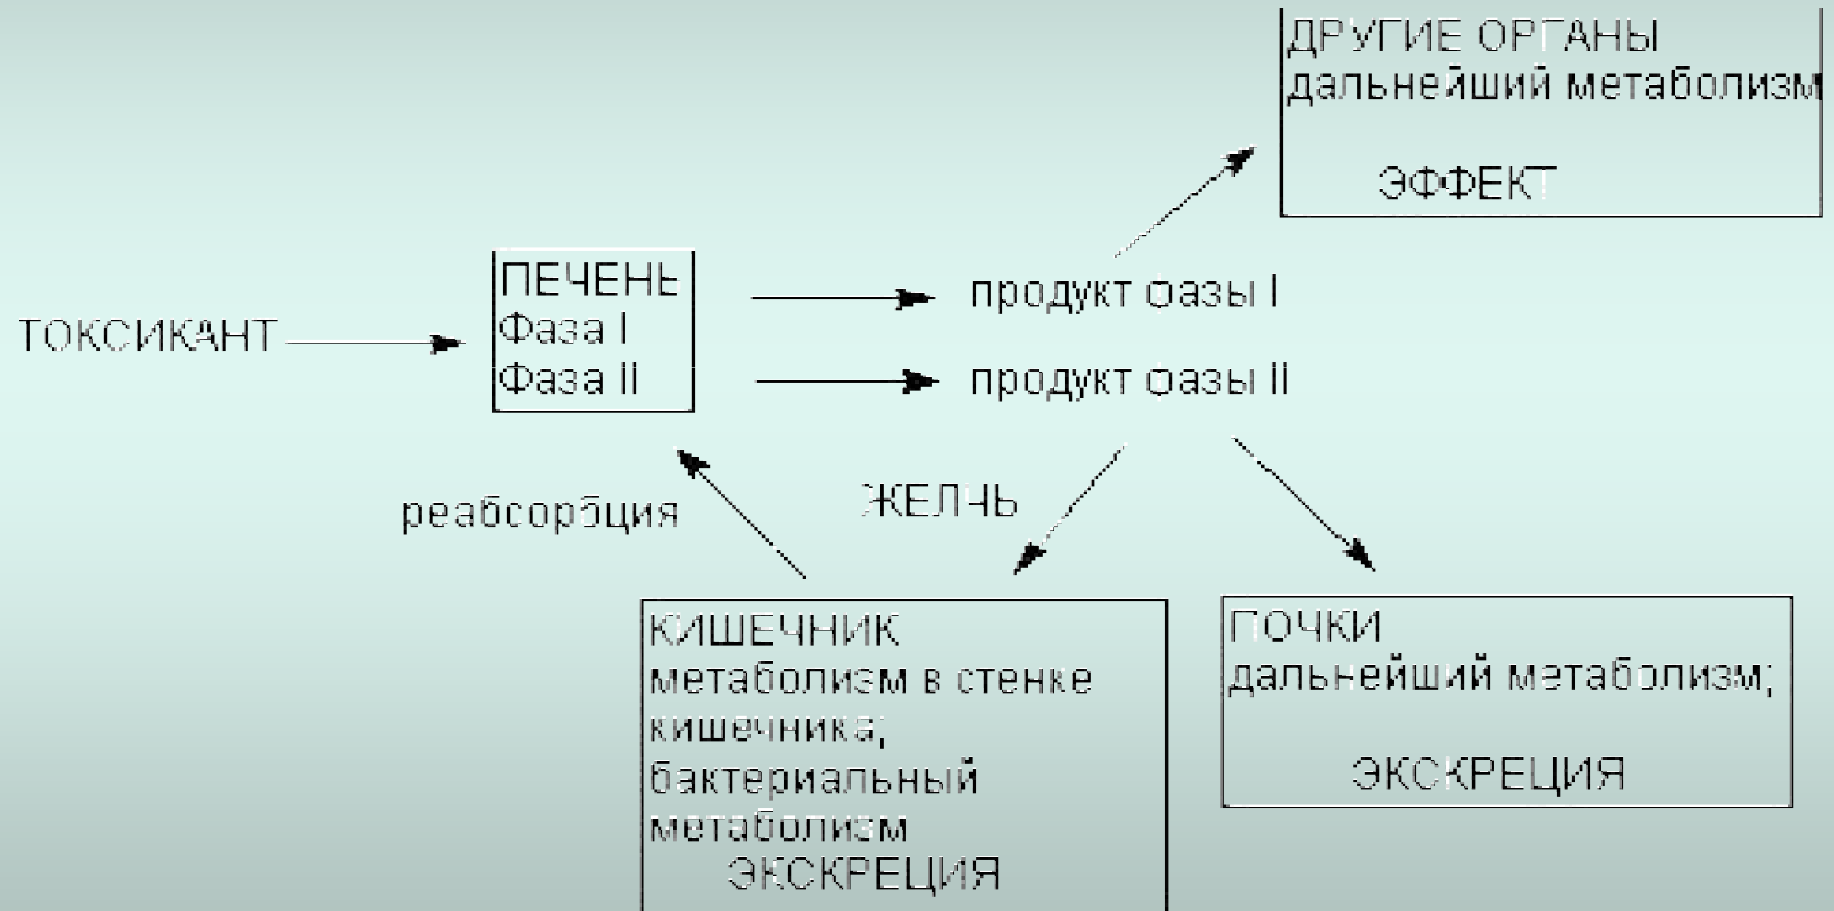 ДРУГИЕ ОРГАНЫ
дальнейший метаболизм
ЭФФЕКТ
ТОКСИКАНТ
ПЕЧЕНЬ
Фаза I
Фаза II
продукт фазы I
продукт фазы II
реабсорбция
ЖЕЛЧЬ
КИШЕЧНИК
метаболизм в стенке
кишечника;
бактериальный
метаболизм
ЭКСКРЕЦИЯ
ПОЧКИ
дальнейший метаболизм;
ЭКСКРЕЦИЯ